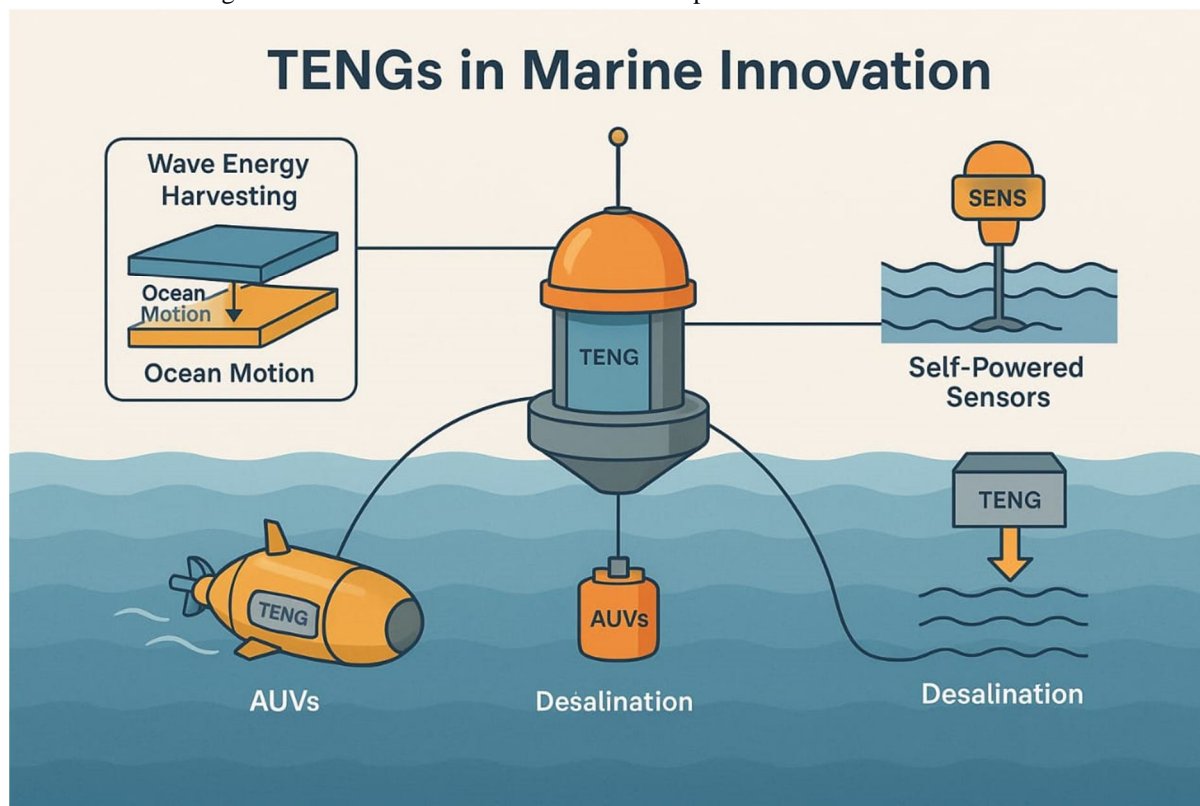 TENGs in Marine Innovation
Wave Energy
Harvesting
Ocean
Motion
Ocean Motion
TENG
SENS
Self-Powered
Sensors
TENG
TENG
AUVs
AUVs
Desalination
Desalination